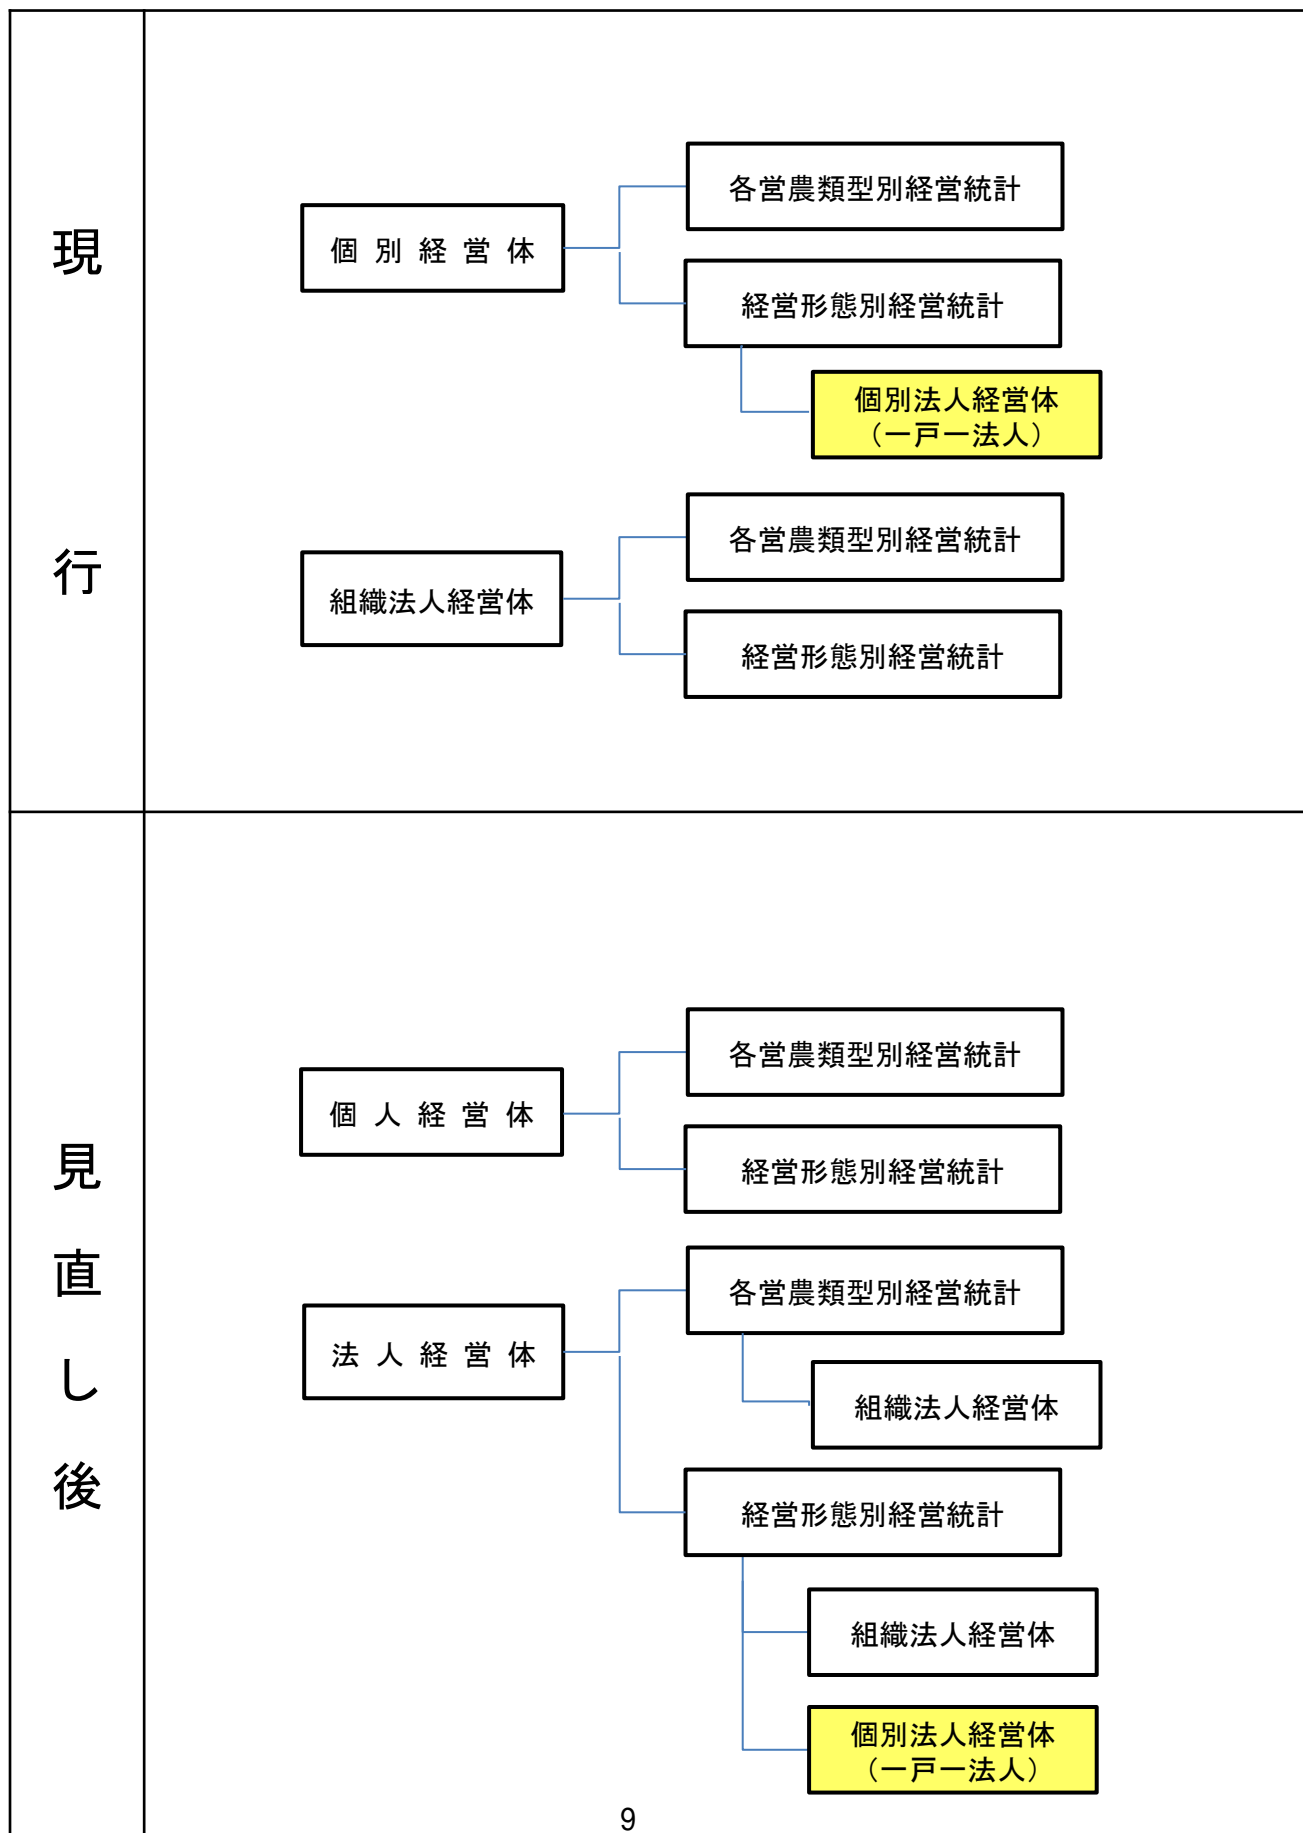 現行
個別経営体
各営農類型別経営統計
経営形態別経営統計
個別法人経営体
（一戸一法人）
組織法人経営体
各営農類型別経営統計
経営形態別経営統計
見直し後
個人経営体
各営農類型別経営統計
経営形態別経営統計
法人経営体
各営農類型別経営統計
組織法人経営体
経営形態別経営統計
組織法人経営体
個別法人経営体
（一戸一法人）
9